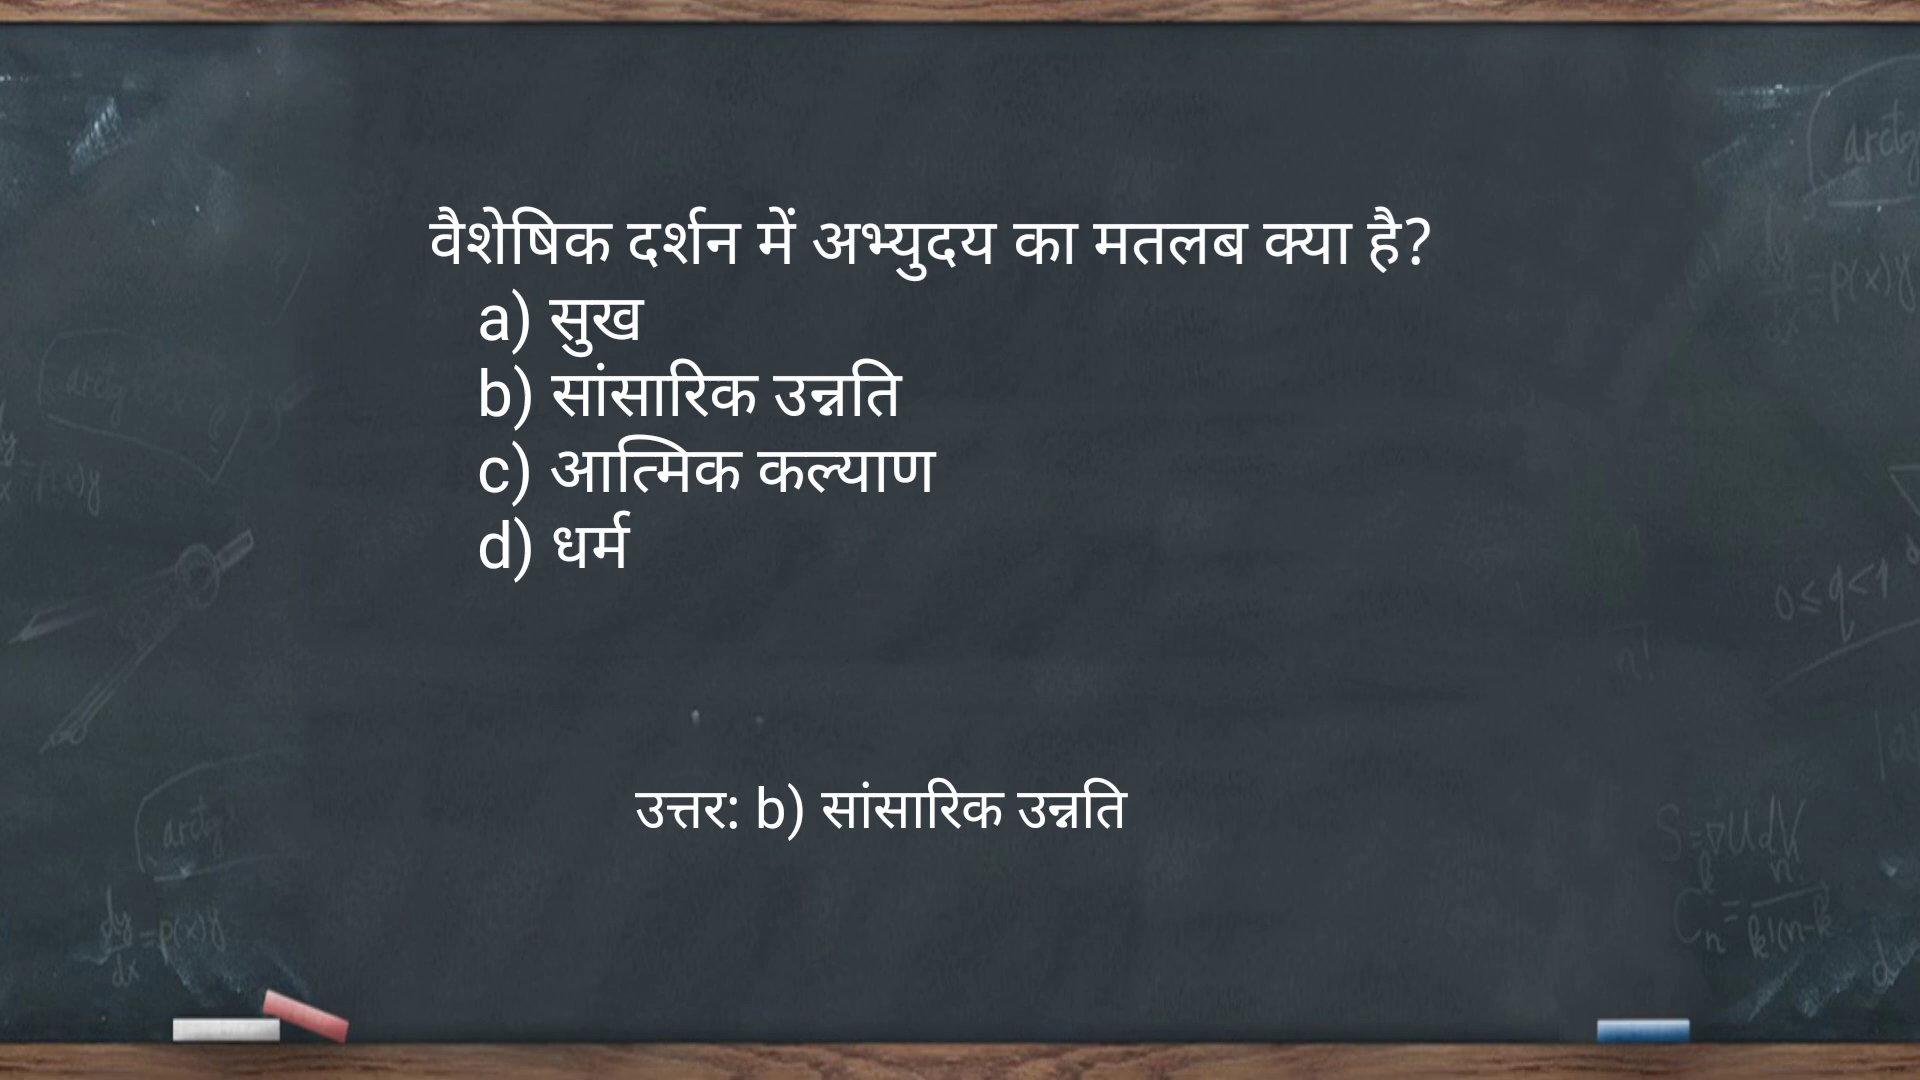 वैशेषिक दर्शन में अभ्युदय का मतलब क्या है?
a) सुख
b) सांसारिक उन्नति
c) आत्मिक कल्याण
d) धर्म
उत्तर: b) सांसारिक उन्नति